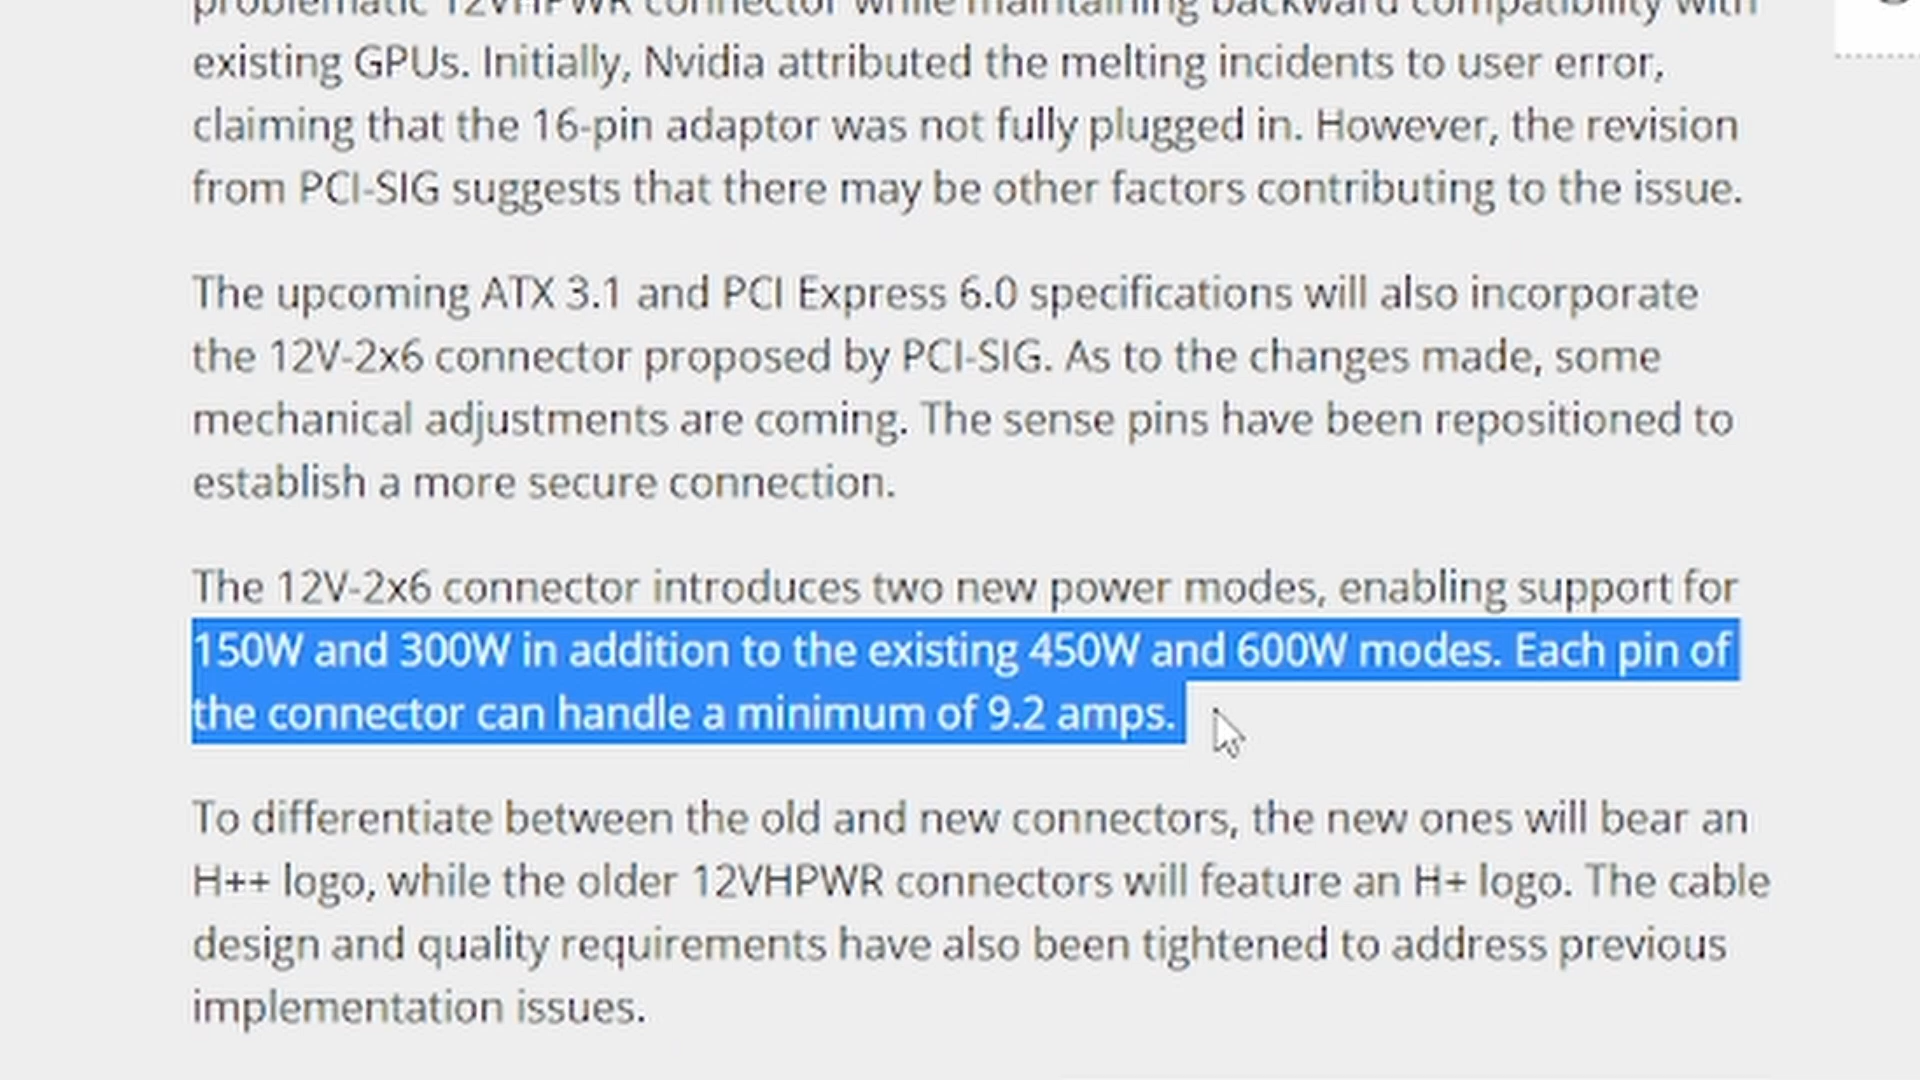 problematic 12VHPWR connector while maintaining backward compatibility with
existing GPUs. Initially, Nvidia attributed the melting incidents to user error,
claiming that the 16-pin adaptor was not fully plugged in. However, the revision
from PCI-SIG suggests that there may be other factors contributing to the issue.
The upcoming ATX 3.1 and PCI Express 6.0 specifications will also incorporate
the 12V-2x6 connector proposed by PCI-SIG. As to the changes made, some
mechanical adjustments are coming. The sense pins have been repositioned to
establish a more secure connection.
The 12V-2x6 connector introduces two new power modes, enabling support for
150W and 300W in addition to the existing 450W and 600W modes. Each pin of
the connector can handle a minimum of 9.2 amps.
To differentiate between the old and new connectors, the new ones will bear an
H++ logo, while the older 12VHPWR connectors will feature an H+ logo. The cable
design and quality requirements have also been tightened to address previous
implementation issues.